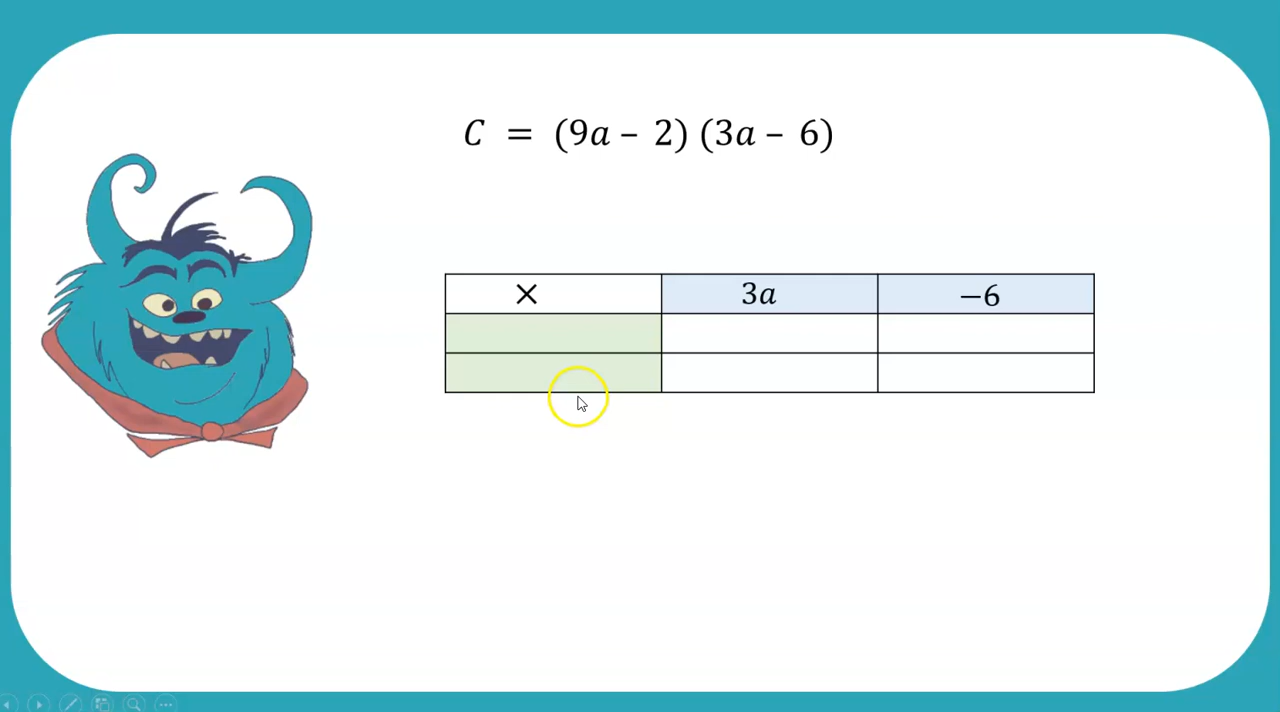 C = (9a – 2) (3a – 6)
× 3a −6